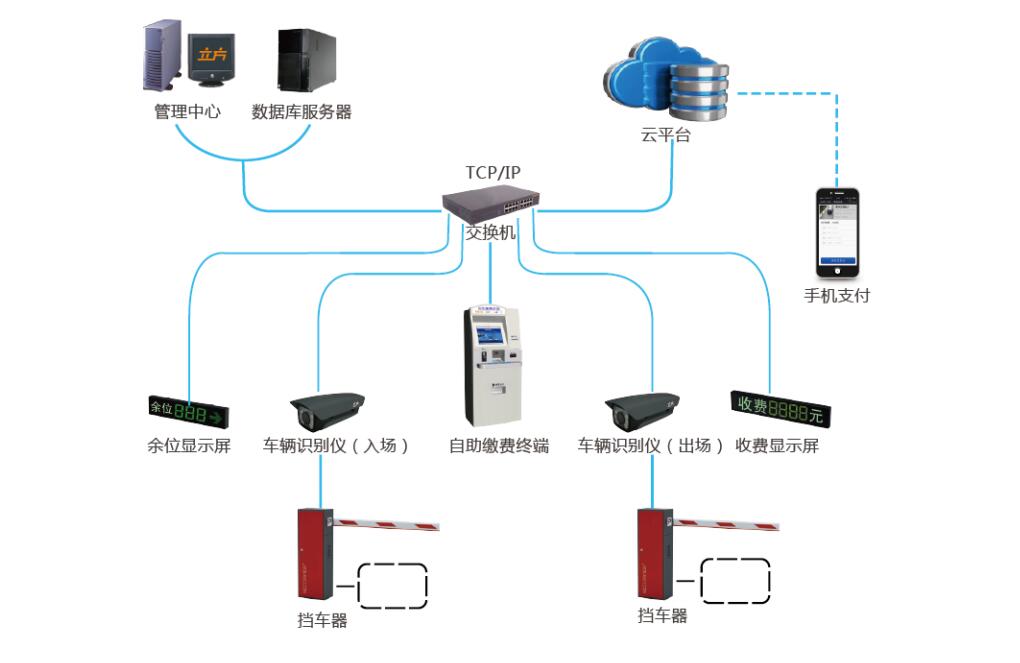 立方
管理中心
数据库服务器
云平台
TCP/IP
交换机
手机支付
余位888→
余位显示屏
车辆识别仪（入场）
自助缴费终端
车辆识别仪（出场）
收费8888元
收费显示屏
挡车器
挡车器